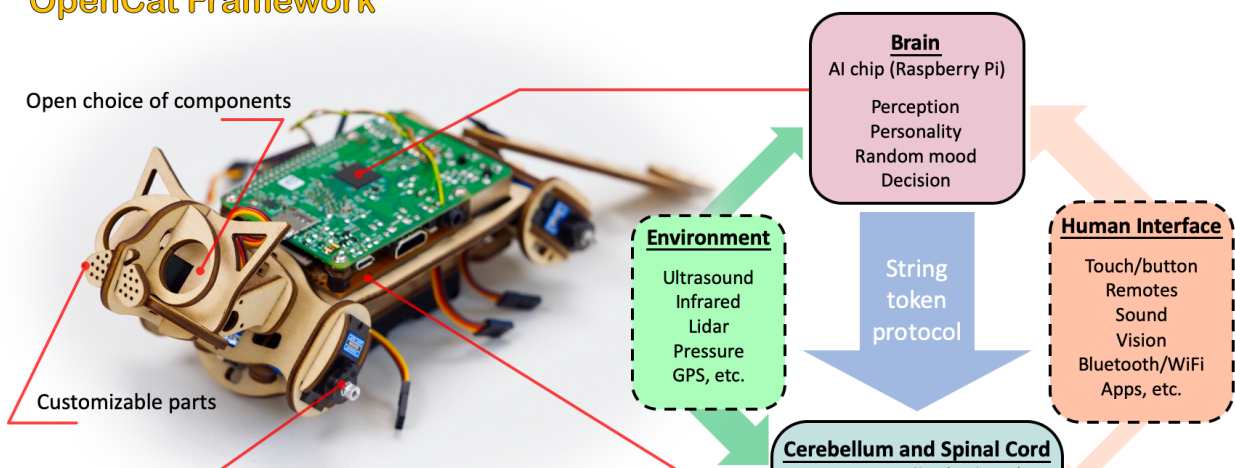 OpenCat Framework
Open choice of components
Customizable parts
Brain
AI chip (Raspberry Pi)
Perception
Personality
Random mood
Decision
Environment
Ultrasound
Infrared
Lidar
Pressure
GPS, etc.
String
token
protocol
Human Interface
Touch/button
Remotes
Sound
Vision
Bluetooth/WiFi
Apps, etc.
Cerebellum and Spinal Cord